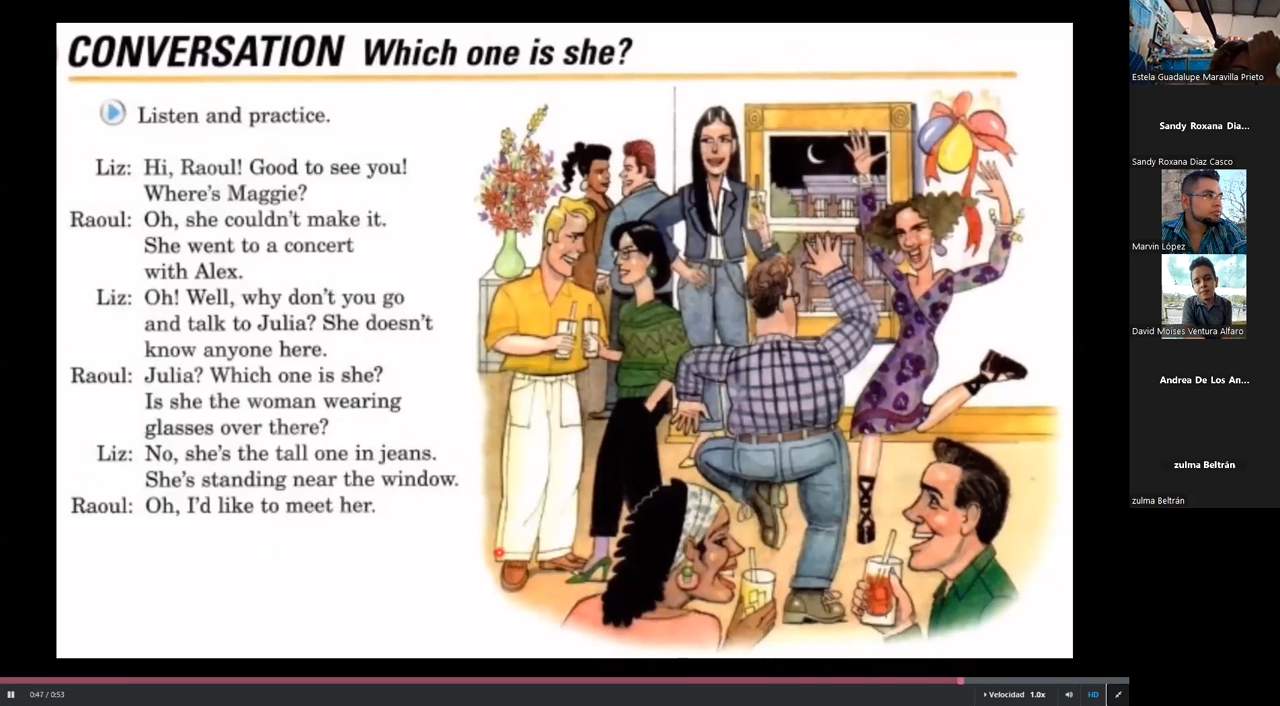 CONVERSATION Which one is she?
Listen and practice.
Liz: Hi, Raoul! Good to see you!
Where's Maggie?
Raoul: Oh, she couldn't make it.
She went to a concert
with Alex.
Liz: Oh! Well, why don't you go
and talk to Julia? She doesn't
know anyone here.
Raoul: Julia? Which one is she?
Is she the woman wearing
glasses over there?
Liz: No, she's the tall one in jeans.
She's standing near the window.
Raoul: Oh, I'd like to meet her.
Estela Guadalupe Maravilla Prieto
Sandy Roxana Dia...
Sandy Roxana Diaz Casco
Marvin López
David Moises Ventura Alfaro
Andrea De Los An...
zulma Beltrán
zulma Beltrán
0:47 / 0:53
Velocidad 1.0x
HD